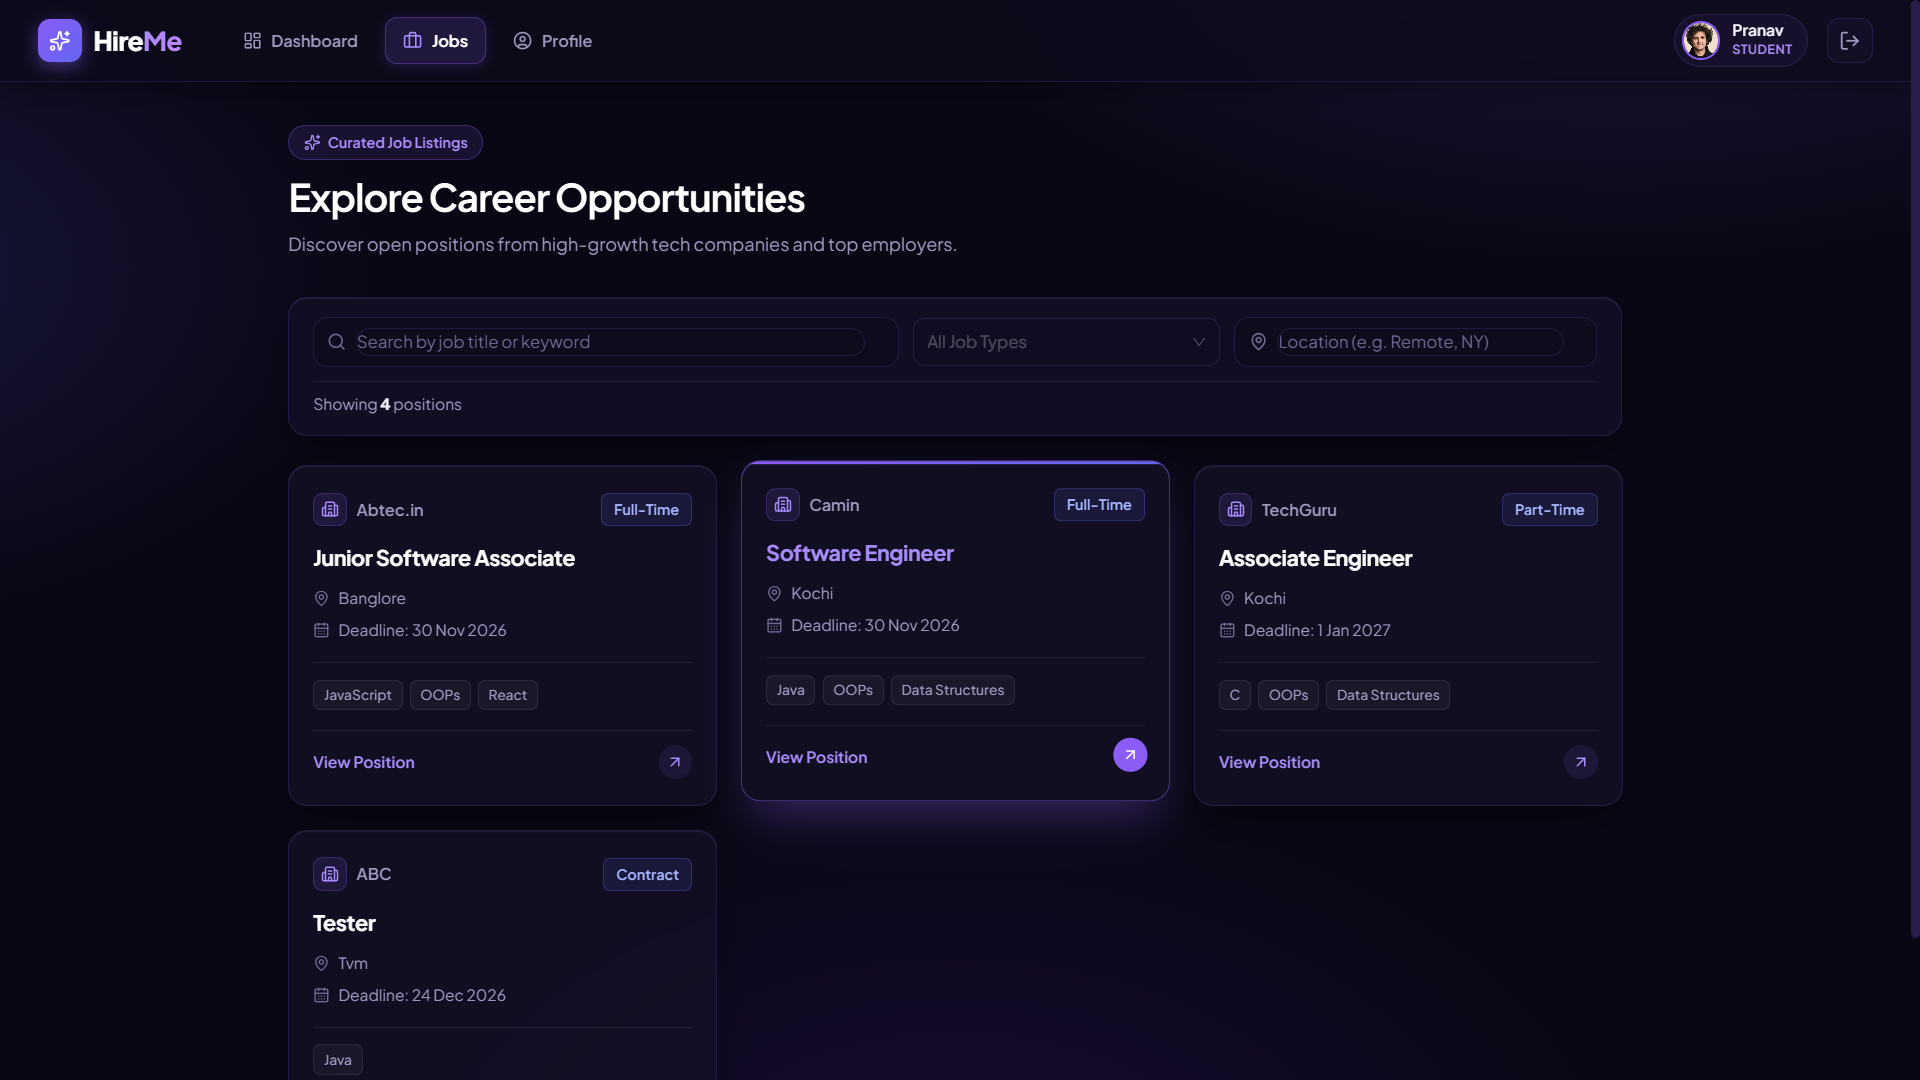 HireMe
Dashboard
Jobs
Profile
Pranav
STUDENT
Curated Job Listings
Explore Career Opportunities
Discover open positions from high-growth tech companies and top employers.
Search by job title or keyword
All Job Types
Location (e.g. Remote, NY)
Showing 4 positions
Abtec.in
Full-Time
Junior Software Associate
Banglore
Deadline: 30 Nov 2026
JavaScript
OOPs
React
View Position
Camin
Full-Time
Software Engineer
Kochi
Deadline: 30 Nov 2026
Java
OOPs
Data Structures
View Position
TechGuru
Part-Time
Associate Engineer
Kochi
Deadline: 1 Jan 2027
C
OOPs
Data Structures
View Position
ABC
Contract
Tester
Tvm
Deadline: 24 Dec 2026
Java